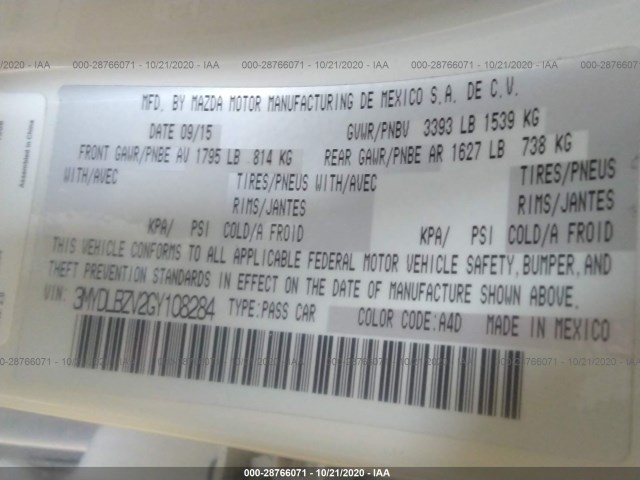 000-28766071 - 10/21/2020 - IAA
000-28766071 - 10/21/2020 - IAA
000-28766071 - 10/21/2020 - IAA
Assembled in China
MFD. BY MAZDA MOTOR MANUFACTURING DE MEXICO S.A. DE C.V.
DATE 09/15 GVWR/PNBV 3393 LB 1539 KG
FRONT GAWR/PNBE AV 1795 LB 814 KG REAR GAWR/PNBE AR 1627 LB 738 KG
WITH/AVEC TIRES/PNEUS WITH/AVEC TIRES/PNEUS
RIMS/JANTES RIMS/JANTES
KPA/ PSI COLD/A FROID KPA/ PSI COLD/A FROID
THIS VEHICLE CONFORMS TO ALL APPLICABLE FEDERAL MOTOR VEHICLE SAFETY, BUMPER, AND
THEFT PREVENTION STANDARDS IN EFFECT ON THE DATE OF MANUFACTURE SHOWN ABOVE.
VIN: 3MYDLBZV2GY108284 TYPE:PASS CAR COLOR CODE:A4D MADE IN MEXICO
000-28766071 - 10/21/2020 - IAA
000-28766071 - 10/21/2020 - IAA
000-28766071 - 10/21/2020 - IAA
000-28766071 - 10/21/2020 - IAA